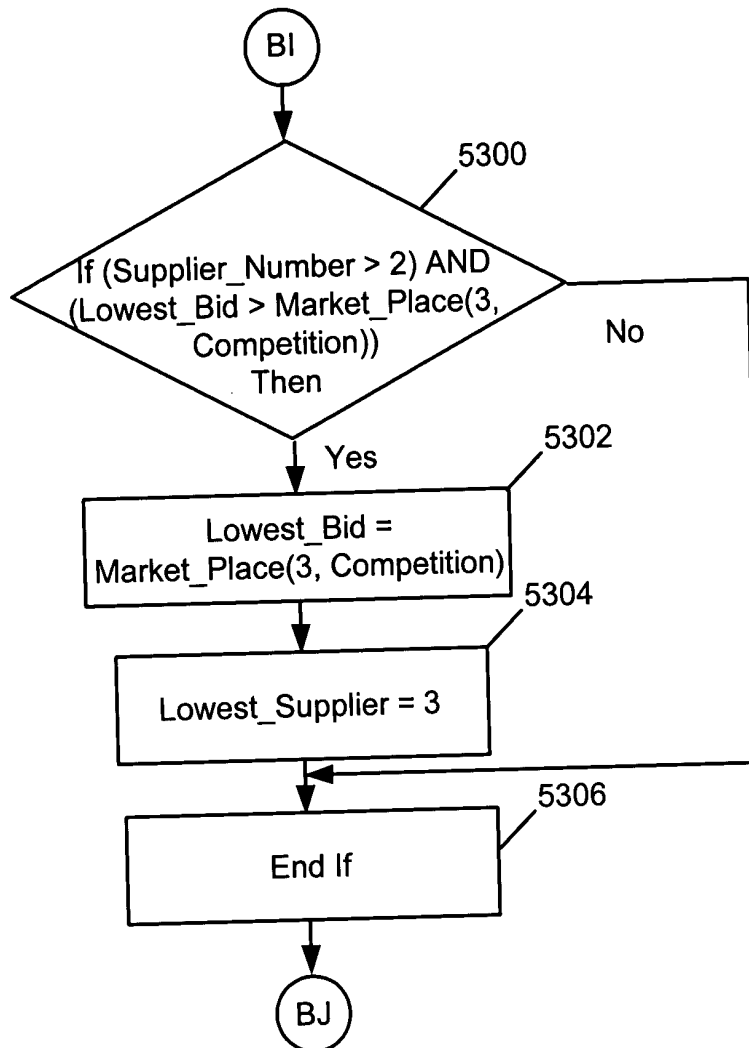 BI
5300
If (Supplier_Number > 2) AND
(Lowest_Bid > Market_Place(3,
Competition))
Then
No
Yes
5302
Lowest_Bid =
Market_Place(3, Competition)
5304
Lowest_Supplier = 3
5306
End If
BJ